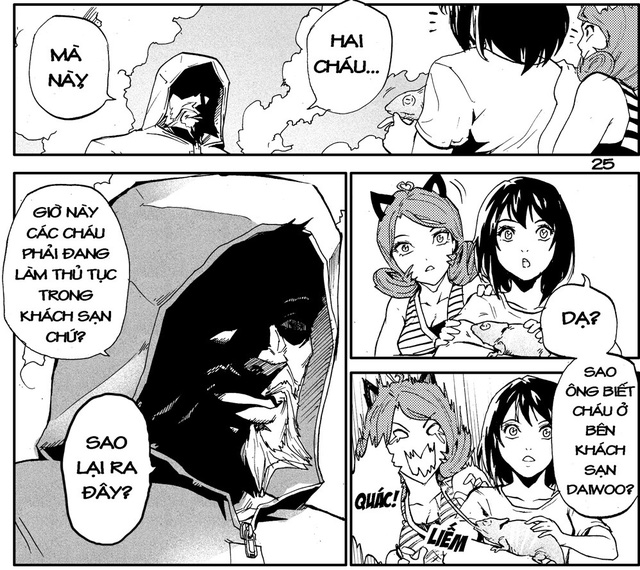 HAI
CHÁU...
MÀ
NÀY,
25
GIỜ NÀY
CÁC CHÁU
PHẢI ĐANG
LÀM THỦ TỤC
TRONG
KHÁCH SẠN
CHỨ?
SAO
LẠI RA
ĐÂY?
DẠ?
SAO
ÔNG BIẾT
CHÁU Ở
BÊN
KHÁCH
SẠN
DAIWOO?
QUÁC!
LIẾM